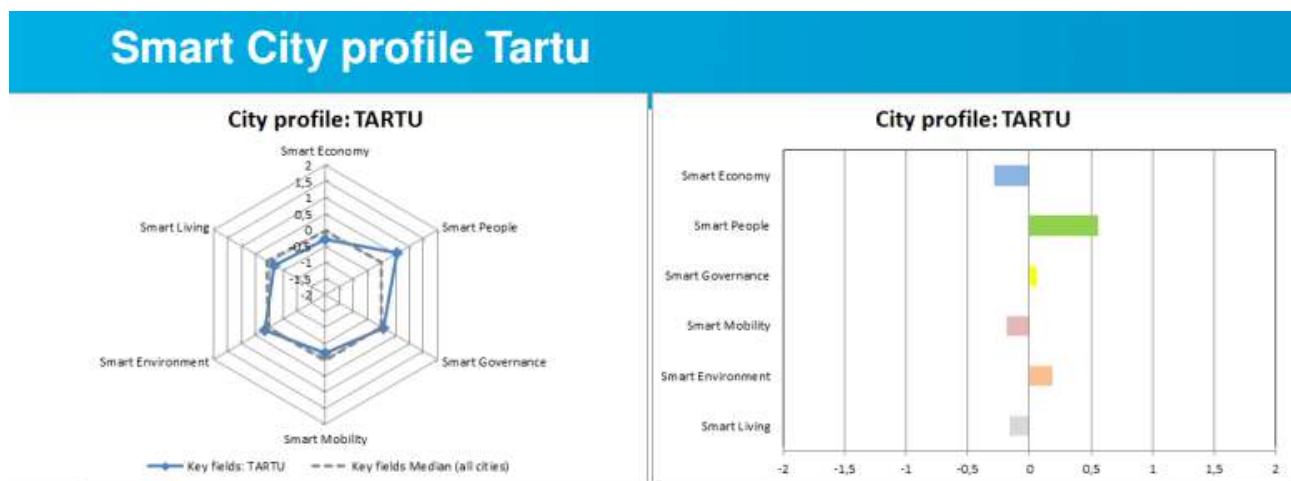 Smart City profile Tartu
City profile: TARTU
Smart Economy
2
1,5
1
0,5
0
-0,5
-1
-1,5
-2
Smart Living
Smart People
Smart Environment
Smart Governance
Smart Mobility
Key fields: TARTU
Key fields Median (all cities)
City profile: TARTU
Smart Economy
Smart People
Smart Governance
Smart Mobility
Smart Environment
Smart Living
-2 -1,5 -1 -0,5 0 0,5 1 1,5 2